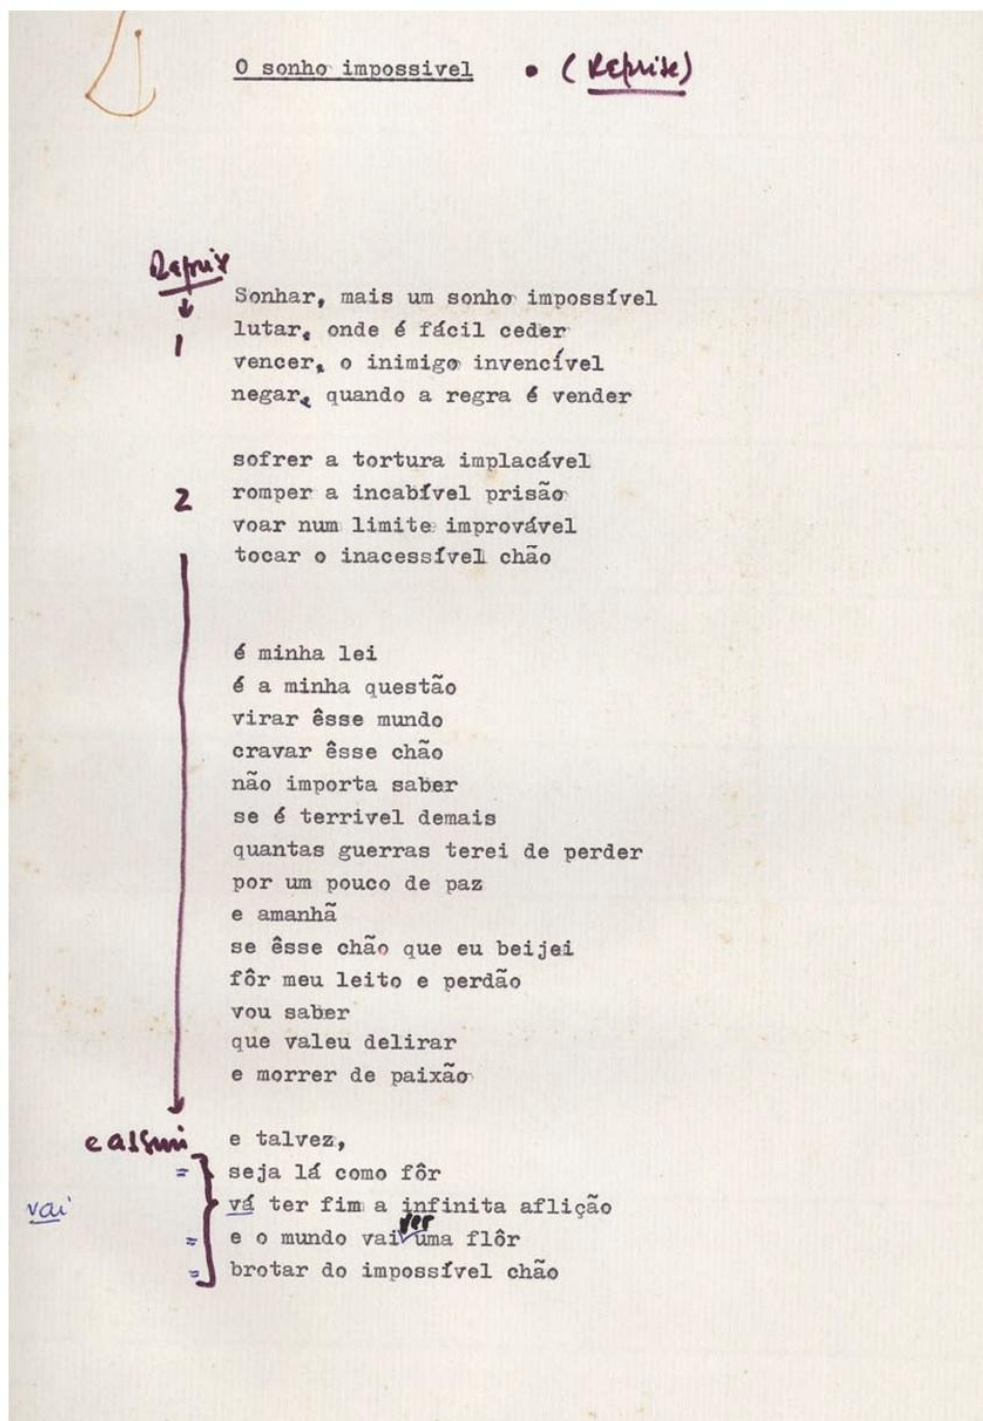 O sonho impossivel • (Reprise)
Reprise
↓
1
Sonhar, mais um sonho impossível
lutar, onde é fácil ceder
vencer, o inimigo invencível
negar, quando a regra é vender
2
sofrer a tortura implacável
romper a incabível prisão
voar num limite improvável
tocar o inacessível chão
é minha lei
é a minha questão
virar êsse mundo
cravar êsse chão
não importa saber
se é terrivel demais
quantas guerras terei de perder
por um pouco de paz
e amanhã
se êsse chão que eu beijei
fôr meu leito e perdão
vou saber
que valeu delirar
e morrer de paixão
e assim e talvez,
= seja lá como fôr
vai vá ter fim a infinita aflição
= e o mundo vai ver uma flôr
= brotar do impossível chão